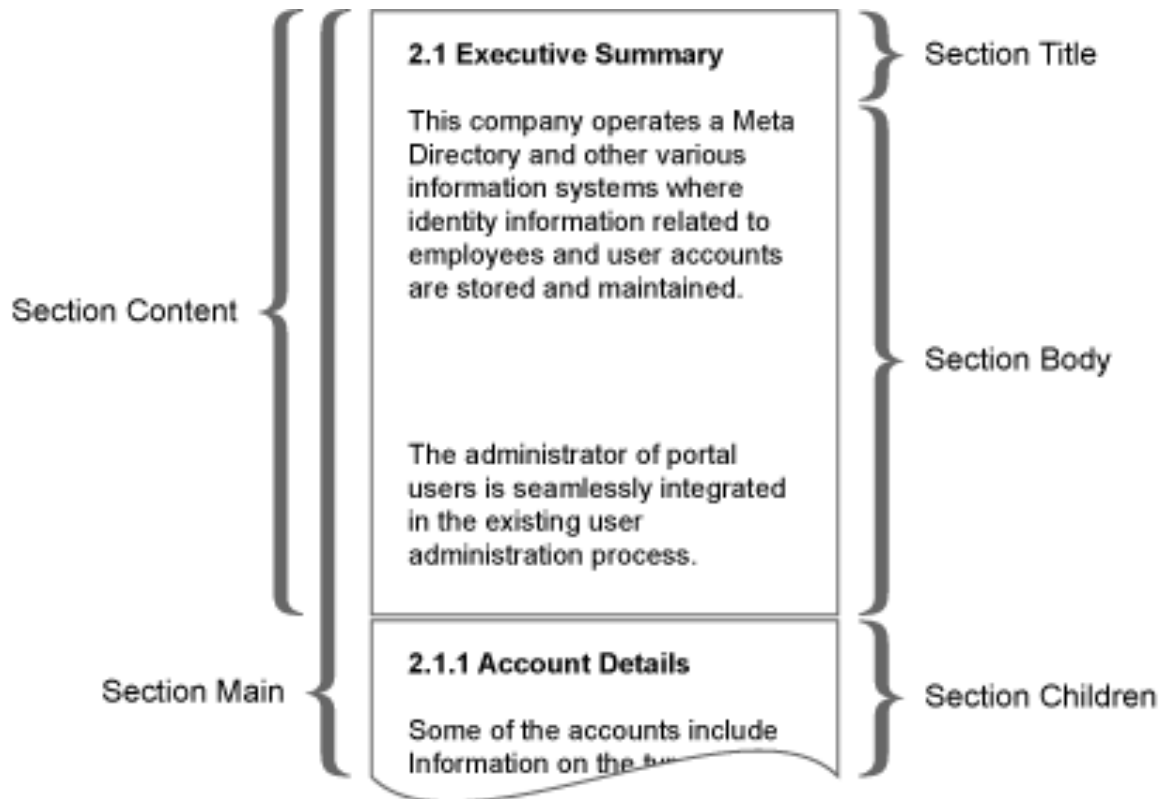 2.1 Executive Summary
Section Title
This company operates a Meta
Directory and other various
information systems where
identity information related to
employees and user accounts
are stored and maintained.
Section Content
Section Body
The administrator of portal
users is seamlessly integrated
in the existing user
administration process.
2.1.1 Account Details
Section Main
Section Children
Some of the accounts include
Information on the